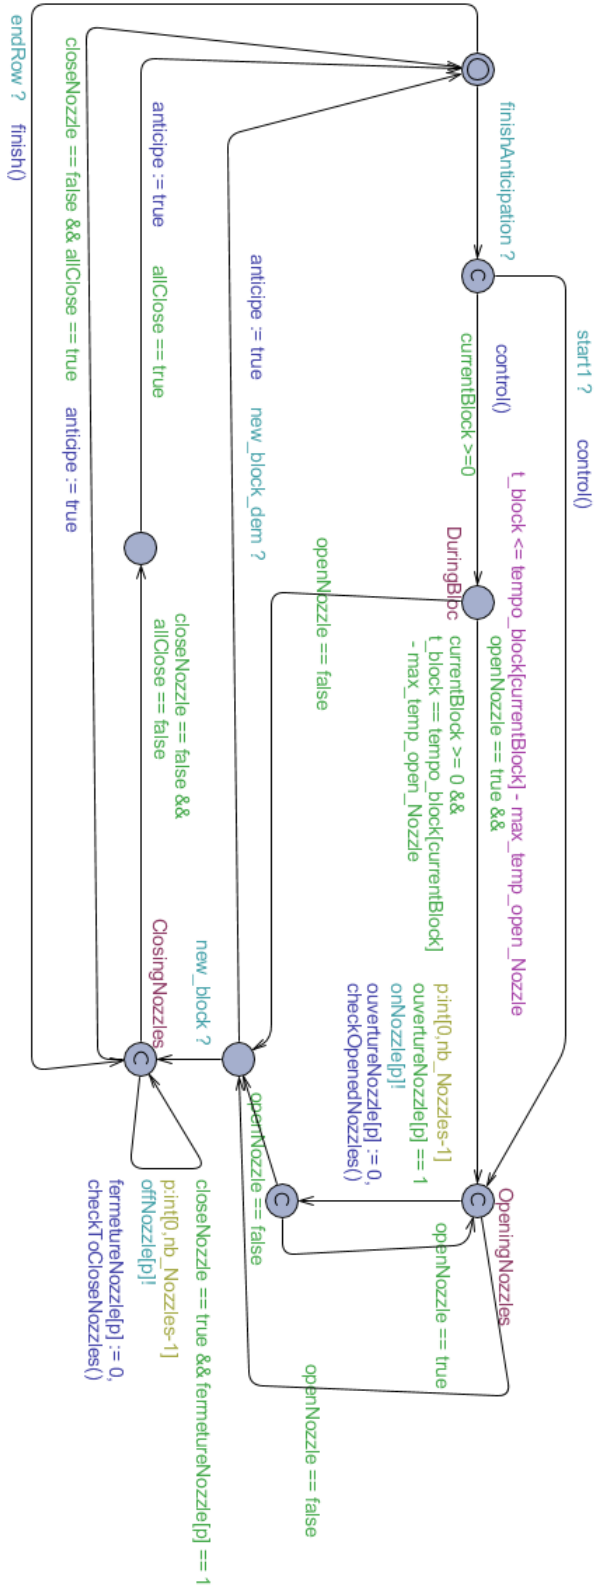 start1 ?
control()
finishAnticipation ?
control()
currentBlock >=0
t_block <= tempo_block[currentBlock] - max_temp_open_Nozzle
DuringBloc
openNozzle == true &&
currentBlock >= 0 &&
t_block == tempo_block[currentBlock]
- max_temp_open_Nozzle
openNozzle == false
p:int[0,nb_Nozzles-1]
ouvertureNozzle[p] == 1
onNozzle[p]!
ouvertureNozzle[p] := 0,
checkOpenedNozzles()
OpeningNozzles
openNozzle == true
openNozzle == false
openNozzle == false
anticipe := true
new_block_dem ?
new_block ?
ClosingNozzles
closeNozzle == false &&
allClose == false
anticipe := true
allClose == true
closeNozzle == true && fermetureNozzle[p] == 1
p:int[0,nb_Nozzles-1]
offNozzle[p]!
fermetureNozzle[p] := 0,
checkToCloseNozzles()
closeNozzle == false && allClose == true
anticipe := true
endRow ?
finish()
C
C
C
C